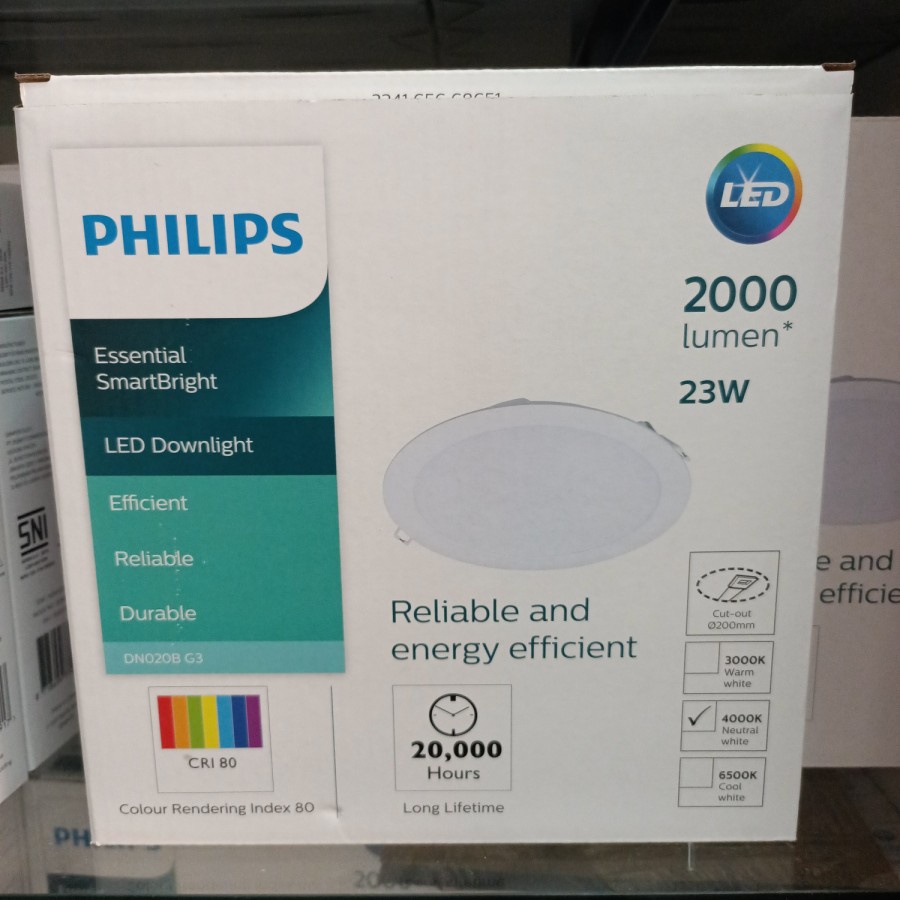 PHILIPS
Essential
SmartBright
LED Downlight
Efficient
Reliable
Durable
DN020B G3
CRI 80
Colour Rendering Index 80
LED
2000
lumen*
23W
Reliable and
energy efficient
20,000
Hours
Long Lifetime
Cut-out
Ø200mm
3000K
Warm
white
4000K
Neutral
white
6500K
Cool
white
SNI
e and
efficie